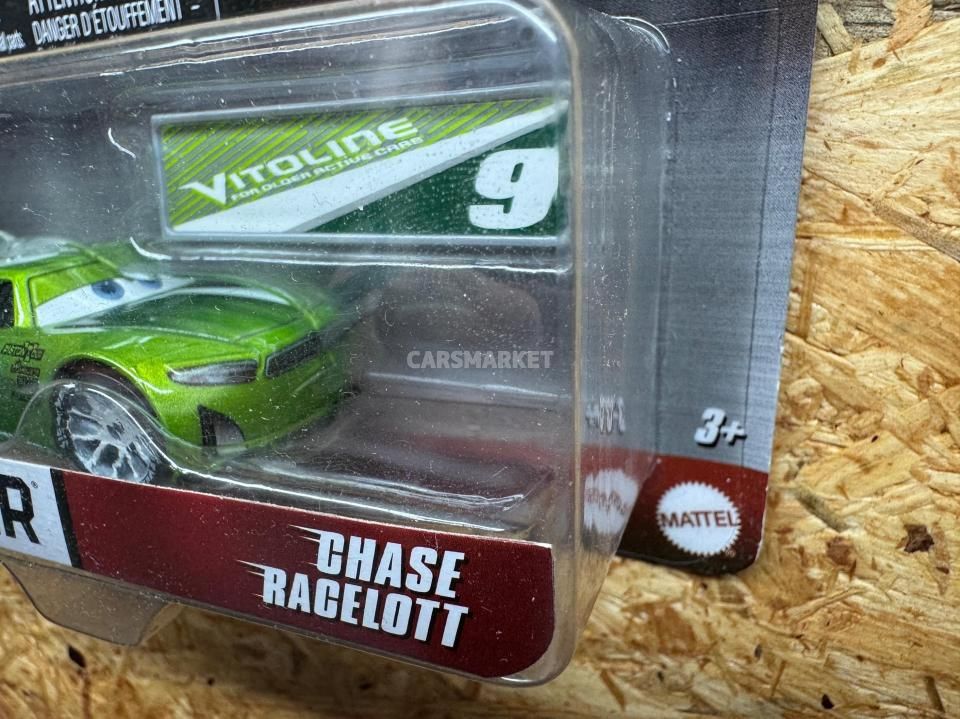 DANGER D'ÉTOUFFEMENT -
VITOLINE
FOR OLDER ACTIVE CARS
9
CARSMARKET
3+
MATTEL
CHASE
RACELOTT